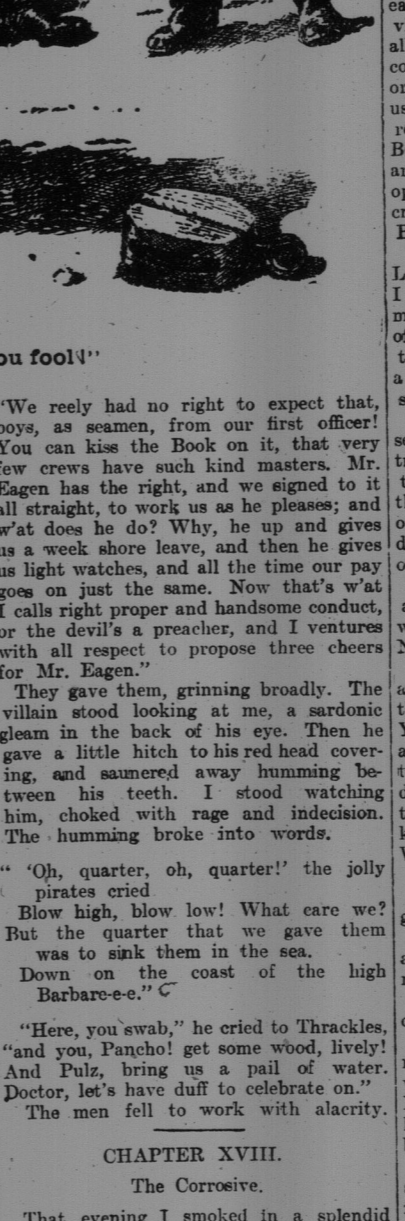 ou fool!"
"We reely had no right to expect that,
boys, as seamen, from our first officer!
You can kiss the Book on it, that very
few crews have such kind masters. Mr.
Eagen has the right, and we signed to it
all straight, to work us as he pleases; and
w'at does he do? Why, he up and gives
us a week shore leave, and then he gives
us light watches, and all the time our pay
goes on just the same. Now that's w'at
I calls right proper and handsome conduct,
or the devil's a preacher, and I ventures
with all respect to propose three cheers
for Mr. Eagen."
They gave them, grinning broadly. The
villain stood looking at me, a sardonic
gleam in the back of his eye. Then he
gave a little hitch to his red head cover-
ing, and saunered away humming be-
tween his teeth. I stood watching
him, choked with rage and indecision.
The humming broke into words.
" 'Oh, quarter, oh, quarter!' the jolly
pirates cried
Blow high, blow low! What care we?
But the quarter that we gave them
was to sink them in the sea.
Down on the coast of the high
Barbare-e-e."
"Here, you swab," he cried to Thrackles,
"and you, Pancho! get some wood, lively!
And Pulz, bring us a pail of water.
Doctor, let's have duff to celebrate on."
The men fell to work with alacrity.
CHAPTER XVIII.
The Corrosive.
That evening I smoked in a splendid